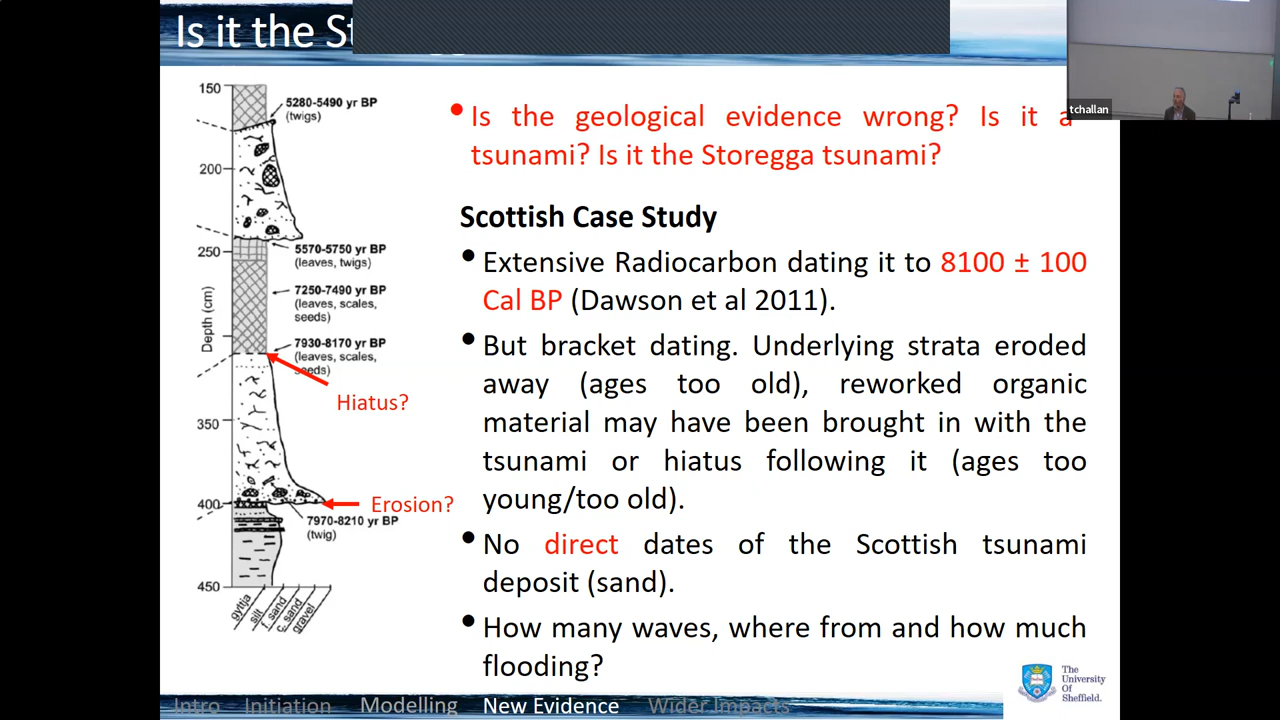 Is it the St
tchallan
150
5280-5490 yr BP
(twigs)
200
250
5570-5750 yr BP
(leaves, twigs)
7250-7490 yr BP
(leaves, scales,
seeds)
Depth (cm)
7930-8170 yr BP
(leaves, scales,
seeds)
Hiatus?
350
400
Erosion?
7970-8210 yr BP
(twig)
450
gyttja
silt
f. sand
c. sand
gravel
• Is the geological evidence wrong? Is it a
tsunami? Is it the Storegga tsunami?
Scottish Case Study
• Extensive Radiocarbon dating it to 8100 ± 100
Cal BP (Dawson et al 2011).
• But bracket dating. Underlying strata eroded
away (ages too old), reworked organic
material may have been brought in with the
tsunami or hiatus following it (ages too
young/too old).
• No direct dates of the Scottish tsunami
deposit (sand).
• How many waves, where from and how much
flooding?
The
University
Of
Sheffield.
Intro Initiation Modelling New Evidence Wider Impacts